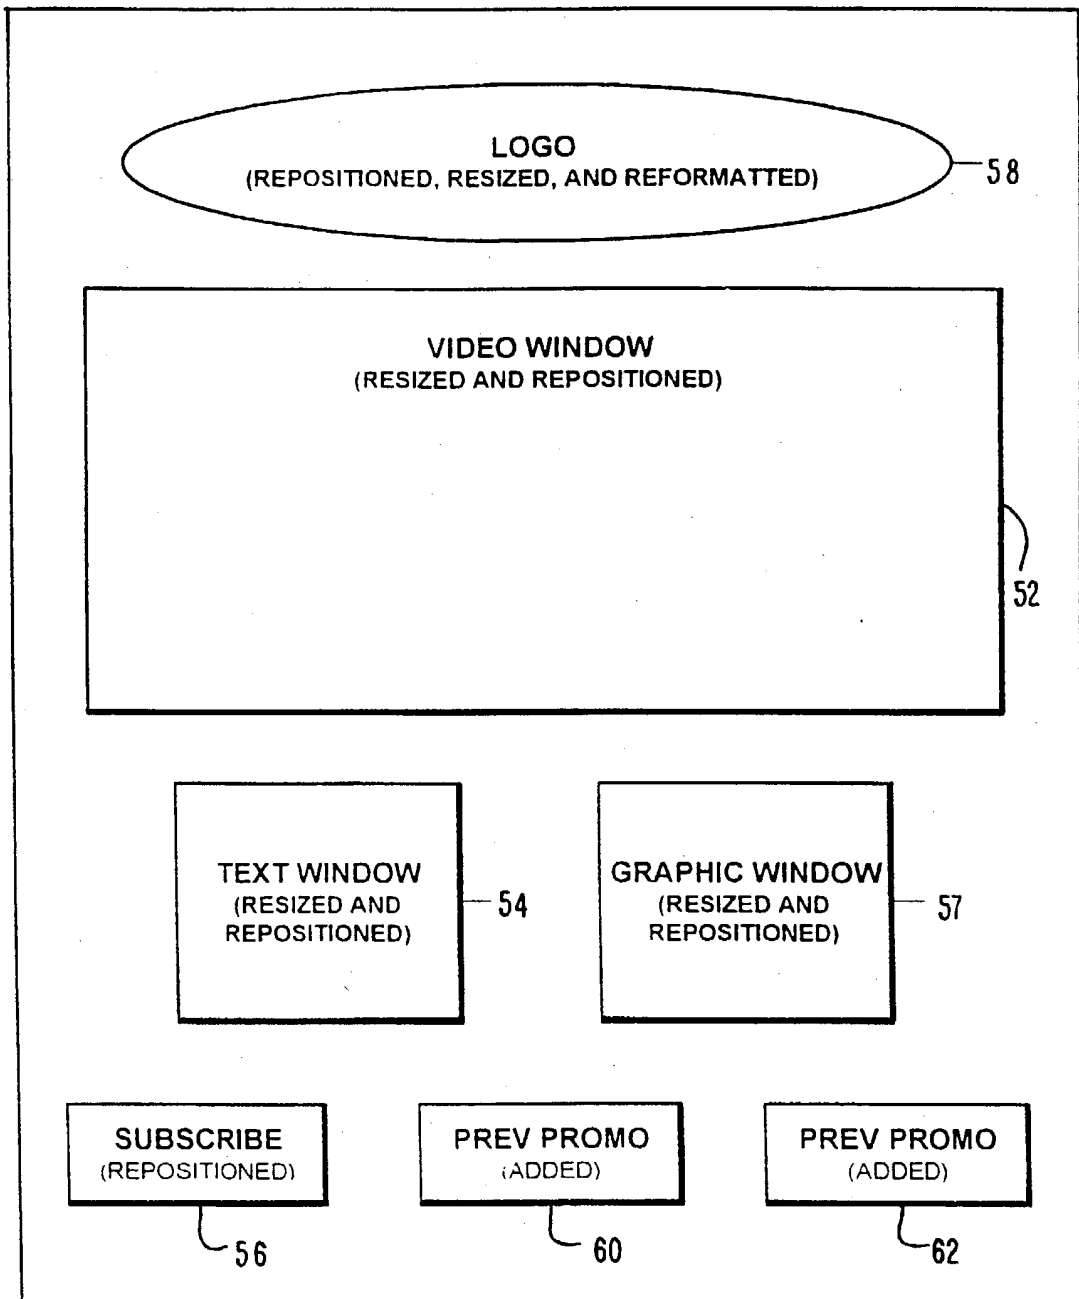 LOGO
(REPOSITIONED, RESIZED, AND REFORMATTED)
58
VIDEO WINDOW
(RESIZED AND REPOSITIONED)
52
TEXT WINDOW
(RESIZED AND
REPOSITIONED)
54
GRAPHIC WINDOW
(RESIZED AND
REPOSITIONED)
57
SUBSCRIBE
(REPOSITIONED)
56
PREV PROMO
(ADDED)
60
PREV PROMO
(ADDED)
62